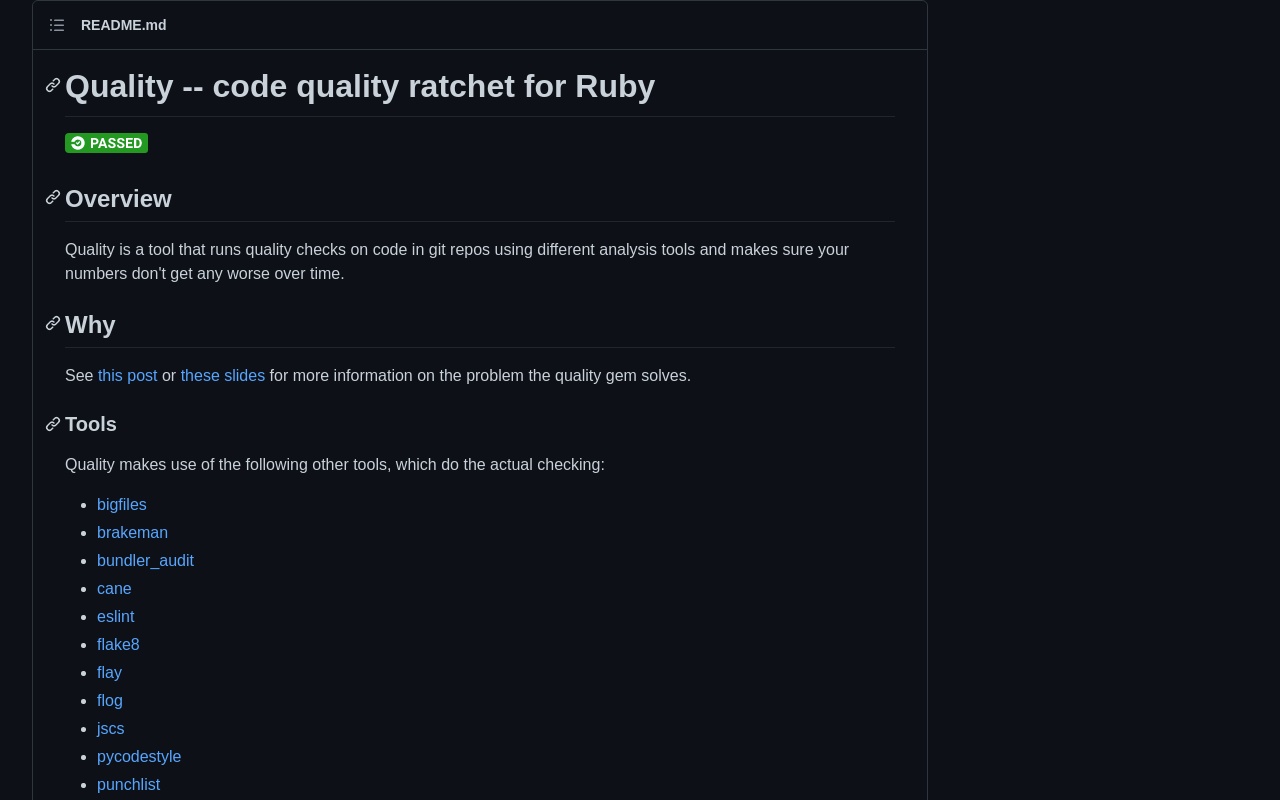 README.md
Quality -- code quality ratchet for Ruby
PASSED
Overview
Quality is a tool that runs quality checks on code in git repos using different analysis tools and makes sure your
numbers don't get any worse over time.
Why
See this post or these slides for more information on the problem the quality gem solves.
Tools
Quality makes use of the following other tools, which do the actual checking:
bigfiles
brakeman
bundler_audit
cane
eslint
flake8
flay
flog
jscs
pycodestyle
punchlist